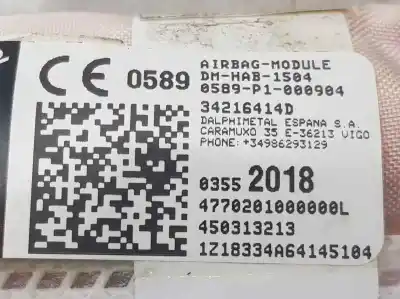 CE 0589
AIRBAG-MODULE
DM-HAB-1504
0589-P1-000904
34216414D
DALPHIMETAL ESPANA S.A.
CARAMUXO 35 E-36213 VIGO
PHONE: +34986293129
0355 2018
4770201000000L
450313213
1Z18334A64145104